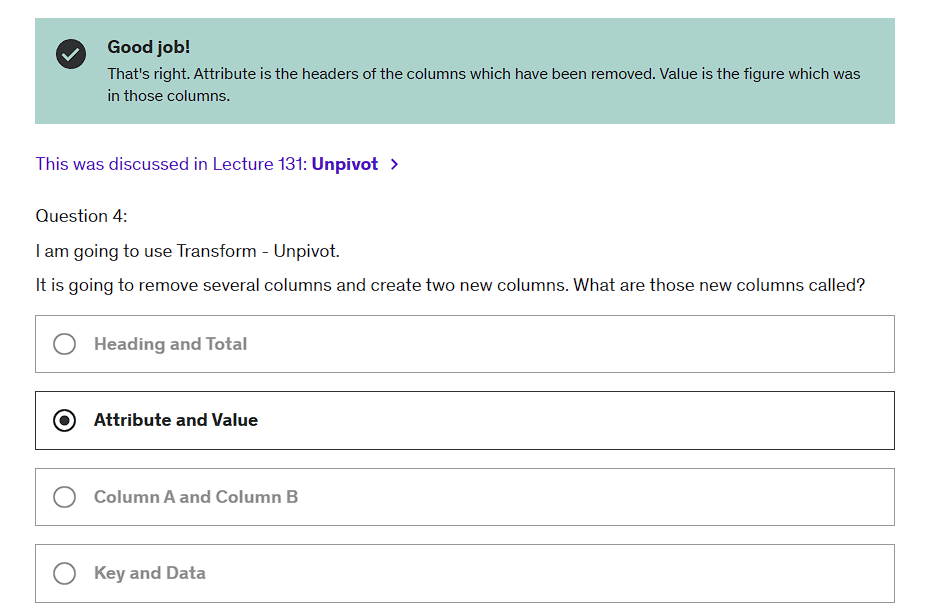 Good job!
That's right. Attribute is the headers of the columns which have been removed. Value is the figure which was
in those columns.
This was discussed in Lecture 131: Unpivot
Question 4:
I am going to use Transform - Unpivot.
It is going to remove several columns and create two new columns. What are those new columns called?
Heading and Total
Attribute and Value
Column A and Column B
Key and Data